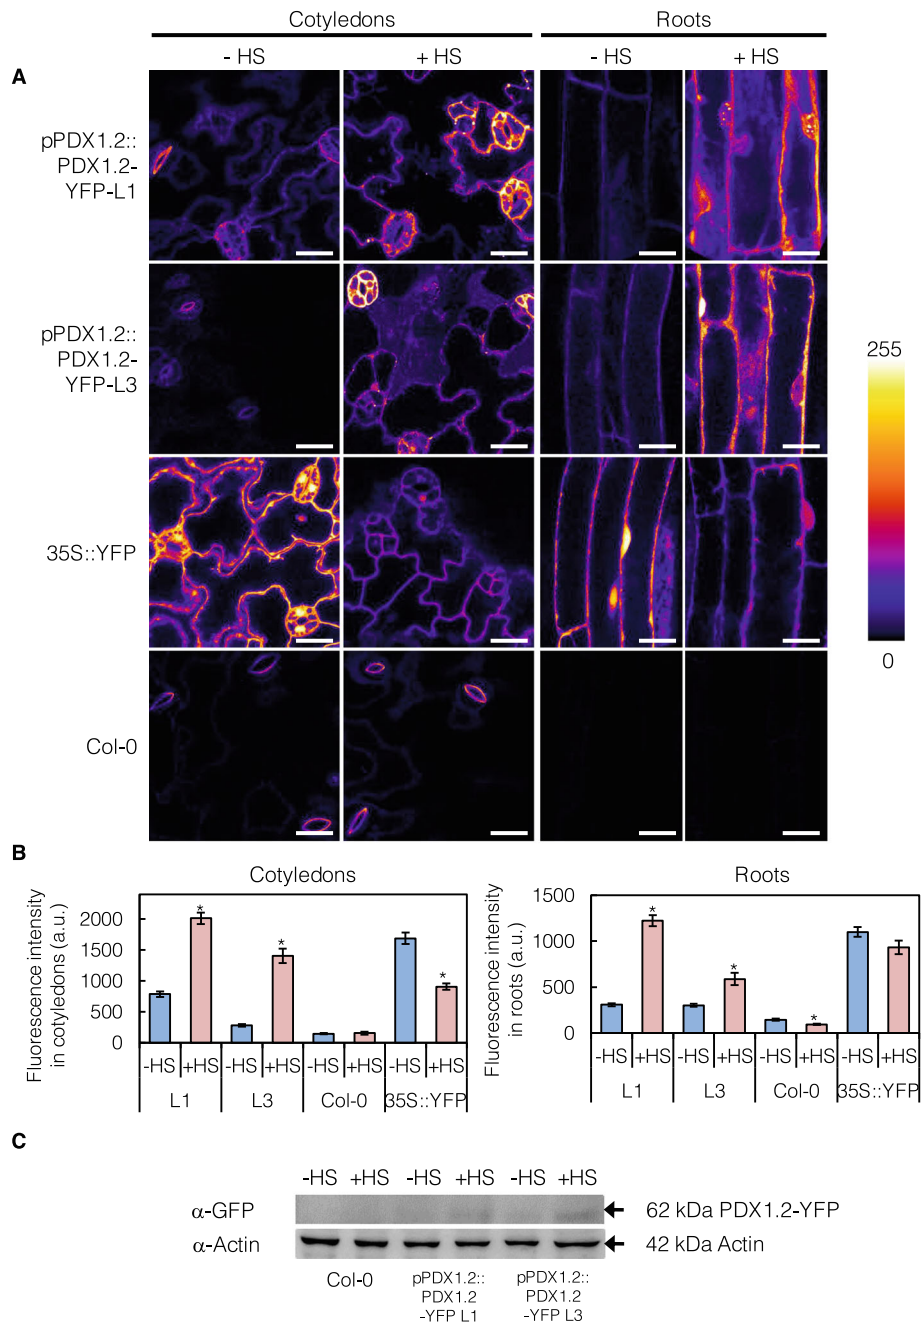 Cotyledons Roots
- HS + HS - HS + HS
A
pPDX1.2::
PDX1.2-
YFP-L1
pPDX1.2::
PDX1.2-
YFP-L3
255
0
35S::YFP
Col-0
B
Cotyledons
Fluorescence intensity
in cotyledons (a.u.)
2000
1500
1000
500
0
* * *
-HS +HS -HS +HS -HS +HS -HS +HS
L1 L3 Col-0 35S::YFP
Roots
Fluorescence intensity
in roots (a.u.)
1500
1000
500
0
* * *
-HS +HS -HS +HS -HS +HS -HS +HS
L1 L3 Col-0 35S::YFP
C
-HS +HS -HS +HS -HS +HS
α-GFP 62 kDa PDX1.2-YFP
α-Actin 42 kDa Actin
Col-0
pPDX1.2::
PDX1.2
-YFP L1
pPDX1.2::
PDX1.2
-YFP L3